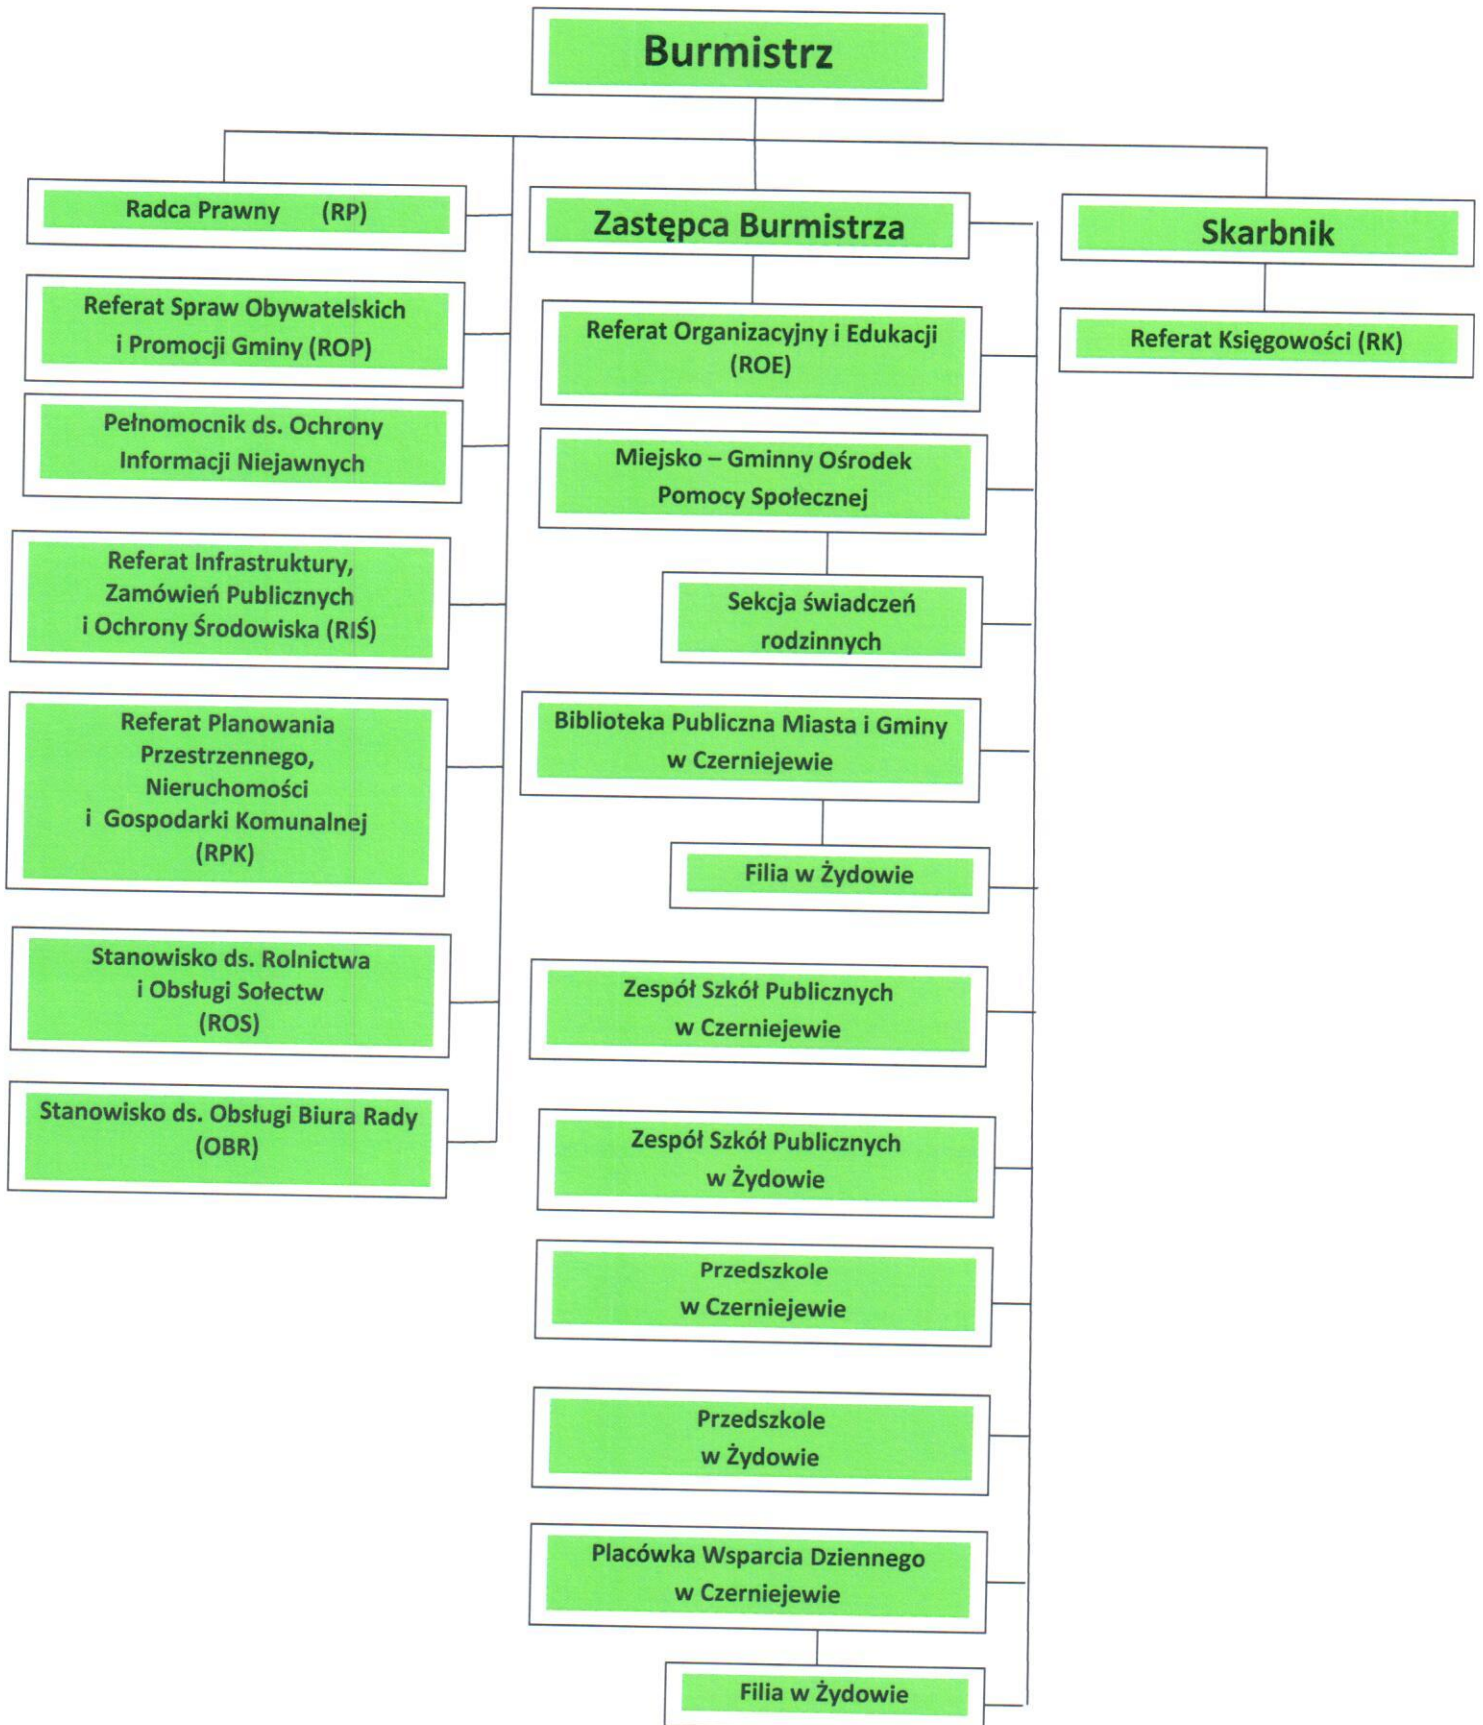 Burmistrz
Radca Prawny (RP)
Referat Spraw Obywatelskich
i Promocji Gminy (ROP)
Pełnomocnik ds. Ochrony
Informacji Niejawnych
Referat Infrastruktury,
Zamówień Publicznych
i Ochrony Środowiska (RIŚ)
Referat Planowania
Przestrzennego,
Nieruchomości
i Gospodarki Komunalnej
(RPK)
Stanowisko ds. Rolnictwa
i Obsługi Sołectw
(ROS)
Stanowisko ds. Obsługi Biura Rady
(OBR)
Zastępca Burmistrza
Referat Organizacyjny i Edukacji
(ROE)
Miejsko – Gminny Ośrodek
Pomocy Społecznej
Sekcja świadczeń
rodzinnych
Biblioteka Publiczna Miasta i Gminy
w Czerniejewie
Filia w Żydowie
Zespół Szkół Publicznych
w Czerniejewie
Zespół Szkół Publicznych
w Żydowie
Przedszkole
w Czerniejewie
Przedszkole
w Żydowie
Placówka Wsparcia Dziennego
w Czerniejewie
Filia w Żydowie
Skarbnik
Referat Księgowości (RK)